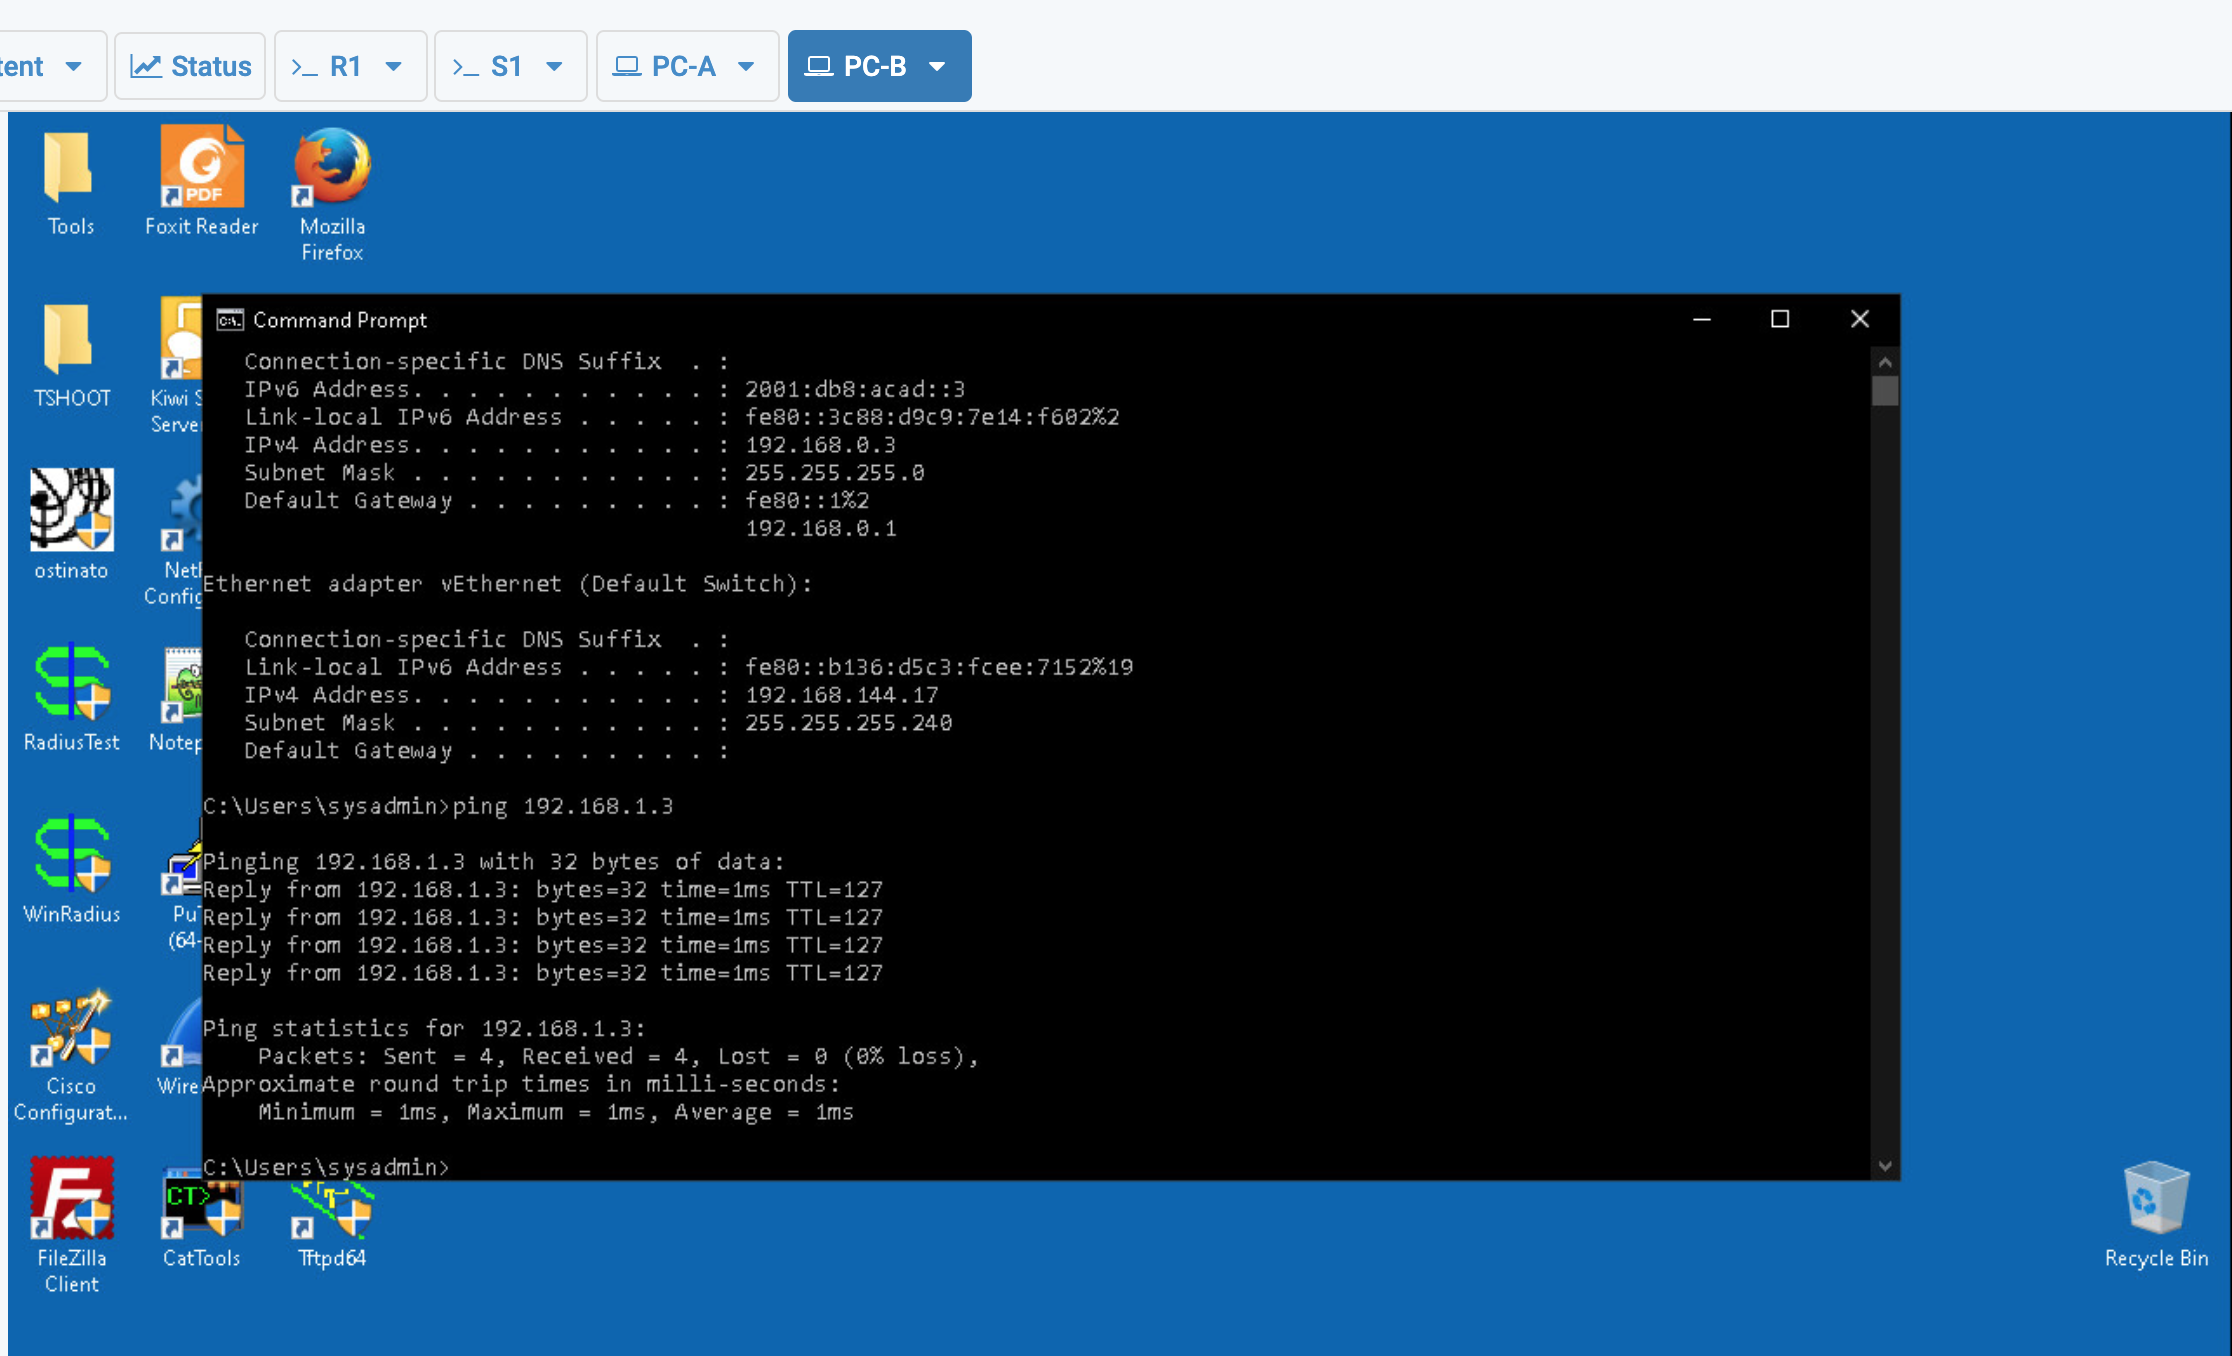 Status
R1
S1
PC-A
PC-B
Tools
Foxit Reader
Mozilla
Firefox
TSHOOT
Kiwi
ostinato
RadiusTest
WinRadius
Cisco
Configurat...
FileZilla
Client
CatTools
Tftpd64
Recycle Bin
PDF
CT>
Command Prompt
Connection-specific DNS Suffix . :
IPv6 Address. . . . . . . . . . . . : 2001:db8:acad::3
Link-local IPv6 Address . . . . . : fe80::3c88:d9c9:7e14:f602%2
IPv4 Address. . . . . . . . . . . . : 192.168.0.3
Subnet Mask . . . . . . . . . . . . : 255.255.255.0
Default Gateway . . . . . . . . . . : fe80::1%2
192.168.0.1
Ethernet adapter vEthernet (Default Switch):
Connection-specific DNS Suffix . :
Link-local IPv6 Address . . . . . : fe80::b136:d5c3:fcee:7152%19
IPv4 Address. . . . . . . . . . . . : 192.168.144.17
Subnet Mask . . . . . . . . . . . . : 255.255.255.240
Default Gateway . . . . . . . . . . :
C:\Users\sysadmin>ping 192.168.1.3
Pinging 192.168.1.3 with 32 bytes of data:
Reply from 192.168.1.3: bytes=32 time=1ms TTL=127
Reply from 192.168.1.3: bytes=32 time=1ms TTL=127
Reply from 192.168.1.3: bytes=32 time=1ms TTL=127
Reply from 192.168.1.3: bytes=32 time=1ms TTL=127
Ping statistics for 192.168.1.3:
Packets: Sent = 4, Received = 4, Lost = 0 (0% loss),
Approximate round trip times in milli-seconds:
Minimum = 1ms, Maximum = 1ms, Average = 1ms
C:\Users\sysadmin>